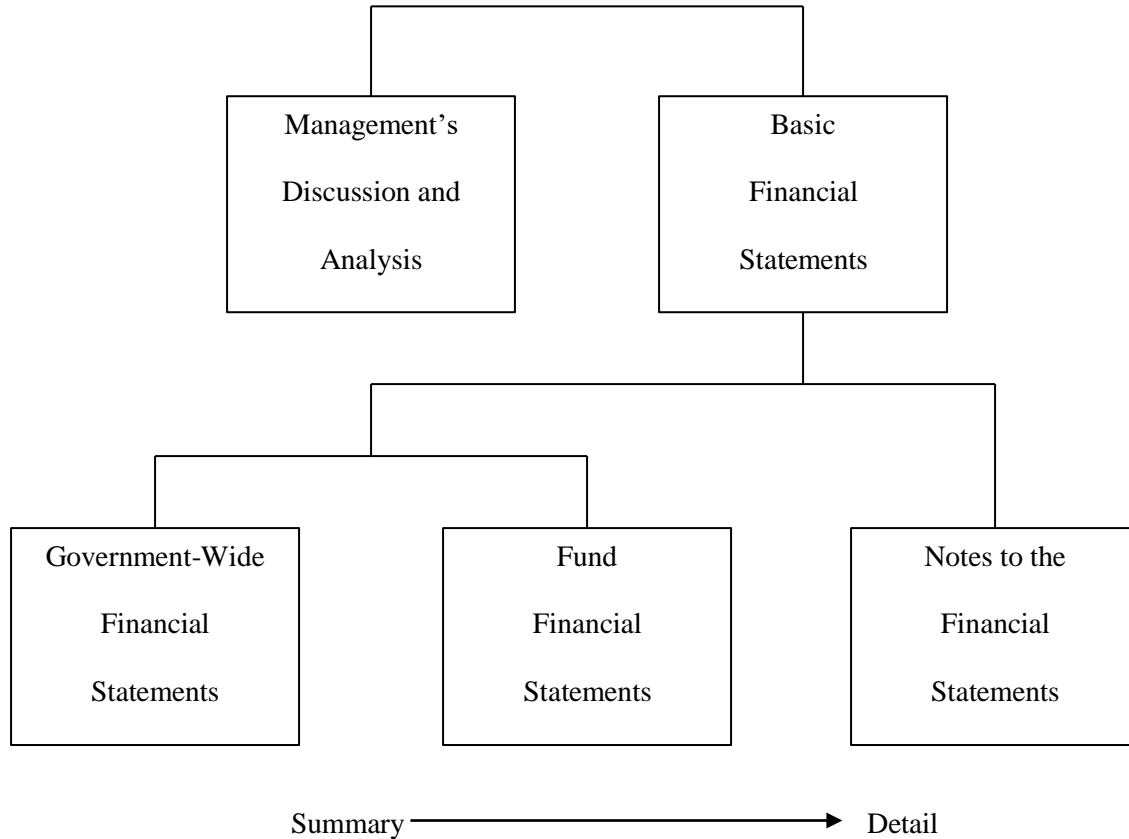 Management’s
Discussion and
Analysis
Basic
Financial
Statements
Government-Wide
Financial
Statements
Fund
Financial
Statements
Notes to the
Financial
Statements
Summary
Detail